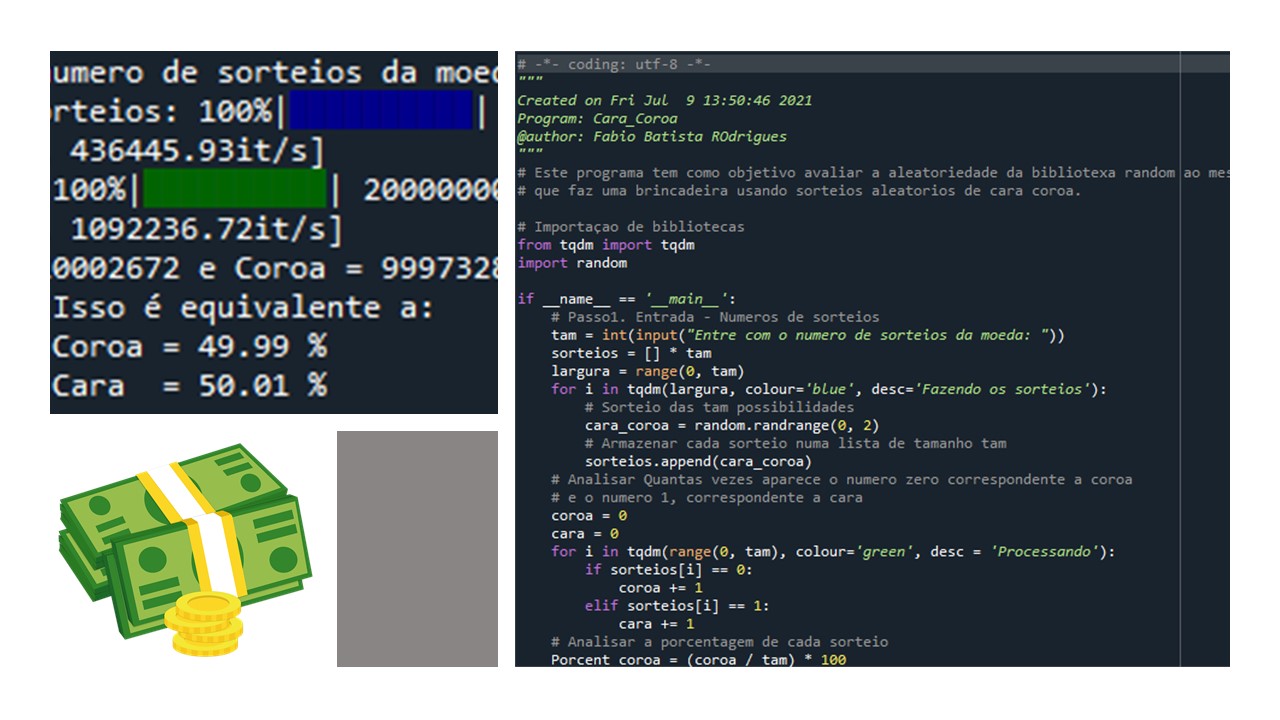 umero de sorteios da moed
orteios: 100%| |
436445.93it/s]
100%| | 20000000
1092236.72it/s]
0002672 e Coroa = 9997328
Isso é equivalente a:
Coroa = 49.99 %
Cara  = 50.01 %
# -*- coding: utf-8 -*-
"""
Created on Fri Jul  9 13:50:46 2021
Program: Cara_Coroa
@author: Fabio Batista ROdrigues
"""
# Este programa tem como objetivo avaliar a aleatoriedade da bibliotexa random ao mes
# que faz uma brincadeira usando sorteios aleatorios de cara coroa.
# Importaçao de bibliotecas
from tqdm import tqdm
import random
if __name__ == '__main__':
    # Passo1. Entrada - Numeros de sorteios
    tam = int(input("Entre com o numero de sorteios da moeda: "))
    sorteios = [] * tam
    largura = range(0, tam)
    for i in tqdm(largura, colour='blue', desc='Fazendo os sorteios'):
        # Sorteio das tam possibilidades
        cara_coroa = random.randrange(0, 2)
        # Armazenar cada sorteio numa lista de tamanho tam
        sorteios.append(cara_coroa)
    # Analisar Quantas vezes aparece o numero zero correspondente a coroa
    # e o numero 1, correspondente a cara
    coroa = 0
    cara = 0
    for i in tqdm(range(0, tam), colour='green', desc = 'Processando'):
        if sorteios[i] == 0:
            coroa += 1
        elif sorteios[i] == 1:
            cara += 1
    # Analisar a porcentagem de cada sorteio
    Porcent_coroa = (coroa / tam) * 100